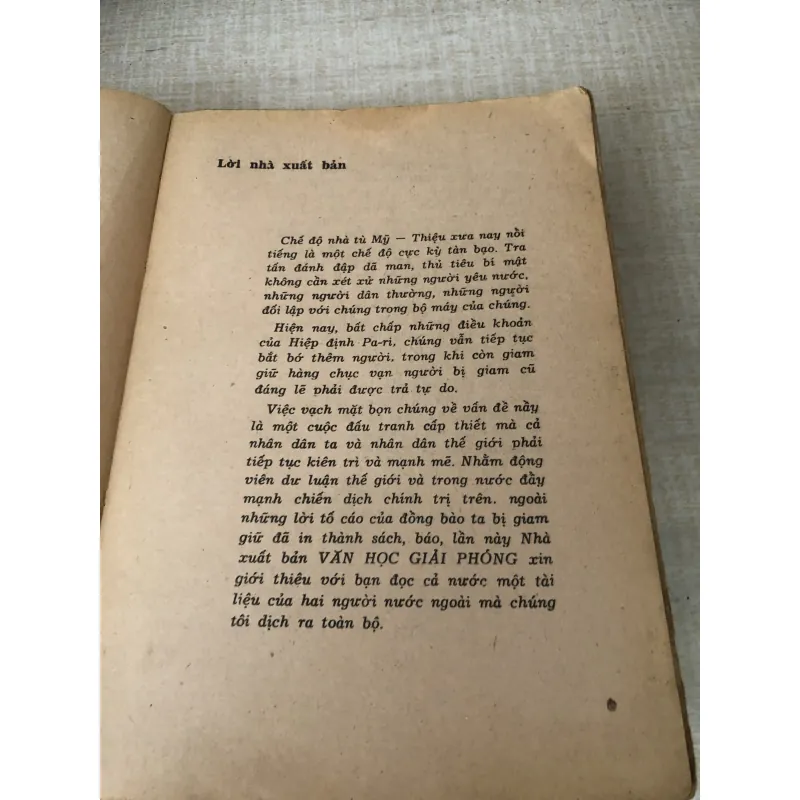 Lời nhà xuất bản
Chế độ nhà tù Mỹ — Thiệu xưa nay nổi
tiếng là một chế độ cực kỳ tàn bạo. Tra
tấn đánh đập dã man, thủ tiêu bí mật
không cần xét xử những người yêu nước,
những người dân thường, những người
đối lập với chúng trong bộ máy của chúng.
Hiện nay, bất chấp những điều khoản
của Hiệp định Pa-ri, chúng vẫn tiếp tục
bắt bớ thêm người, trong khi còn giam
giữ hàng chục vạn người bị giam cũ
đáng lẽ phải được trả tự do.
Việc vạch mặt bọn chúng về vấn đề nầy
là một cuộc đấu tranh cấp thiết mà cả
nhân dân ta và nhân dân thế giới phải
tiếp tục kiên trì và mạnh mẽ. Nhằm động
viên dư luận thế giới và trong nước đẩy
mạnh chiến dịch chính trị trên. ngoài
những lời tố cáo của đồng bào ta bị giam
giữ đã in thành sách, báo, lần này Nhà
xuất bản VĂN HỌC GIẢI PHÓNG xin
giới thiêu với bạn đọc cả nước một tài
liệu của hai người nước ngoài mà chúng
tôi dịch ra toàn bộ.